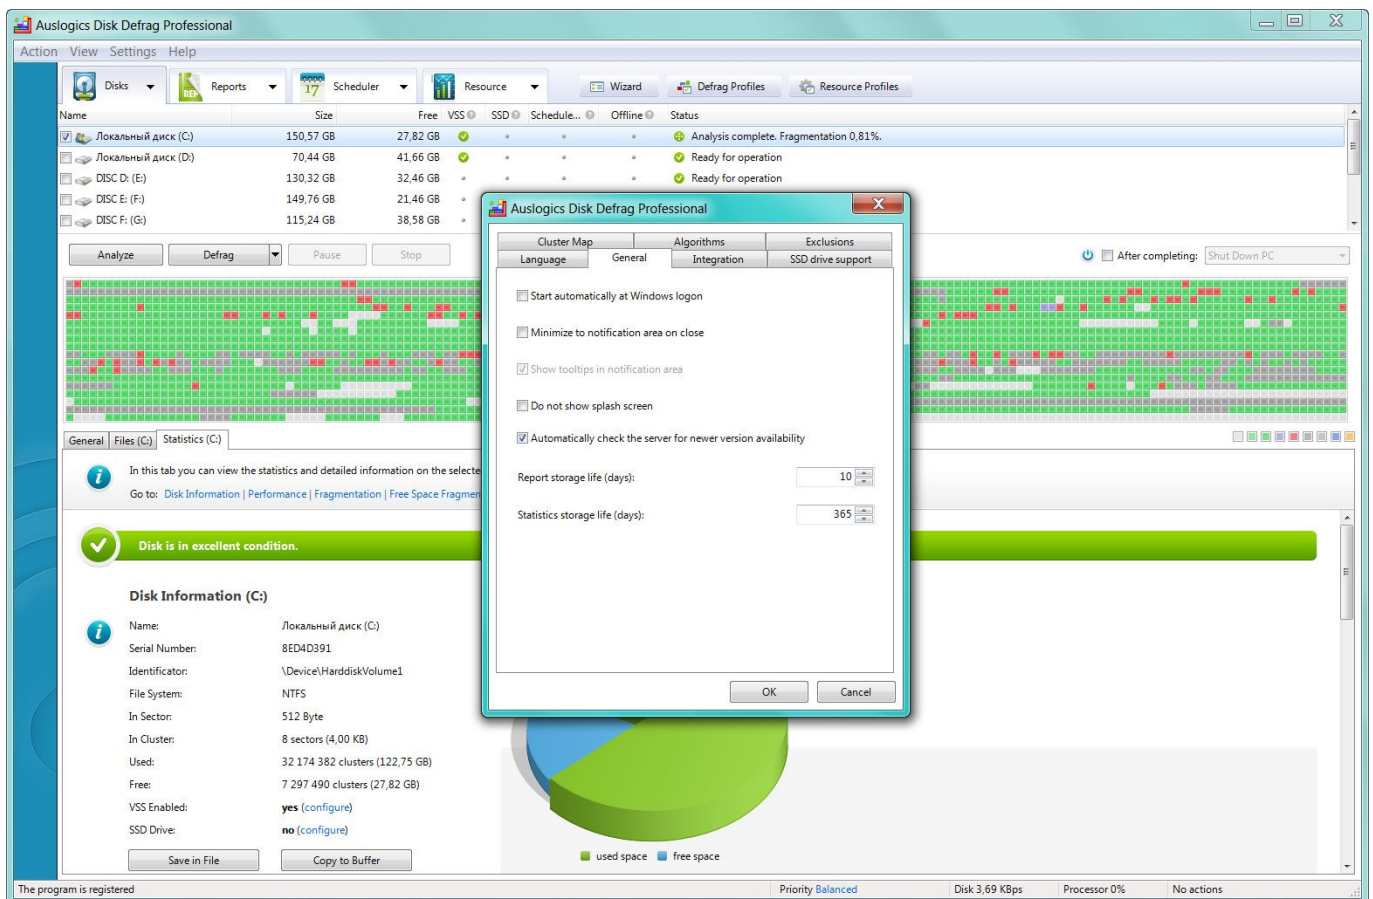 Auslogics Disk Defrag Professional
Action View Settings Help
Disks Reports 17 Scheduler Resource Wizard Defrag Profiles Resource Profiles
Name Size Free VSS SSD Schedule... Offline Status
Локальный диск (C:) 150,57 GB 27,82 GB Analysis complete. Fragmentation 0,81%.
Локальный диск (D:) 70,44 GB 41,66 GB Ready for operation
DISC D: (E:) 130,32 GB 32,46 GB Ready for operation
DISC E: (F:) 149,76 GB 21,46 GB
DISC F: (G:) 115,24 GB 38,58 GB
Analyze Defrag Pause Stop After completing: Shut Down PC
General Files (C:) Statistics (C:)
In this tab you can view the statistics and detailed information on the selecte
Go to: Disk Information | Performance | Fragmentation | Free Space Fragmen
Disk is in excellent condition.
Disk Information (C:)
Name: Локальный диск (C:)
Serial Number: 8ED4D391
Identificator: \Device\HarddiskVolume1
File System: NTFS
In Sector: 512 Byte
In Cluster: 8 sectors (4,00 KB)
Used: 32 174 382 clusters (122,75 GB)
Free: 7 297 490 clusters (27,82 GB)
VSS Enabled: yes (configure)
SSD Drive: no (configure)
Save in File Copy to Buffer
used space free space
Auslogics Disk Defrag Professional
Cluster Map Algorithms Exclusions
Language General Integration SSD drive support
Start automatically at Windows logon
Minimize to notification area on close
Show tooltips in notification area
Do not show splash screen
Automatically check the server for newer version availability
Report storage life (days): 10
Statistics storage life (days): 365
OK Cancel
The program is registered Priority Balanced Disk 3,69 KBps Processor 0% No actions